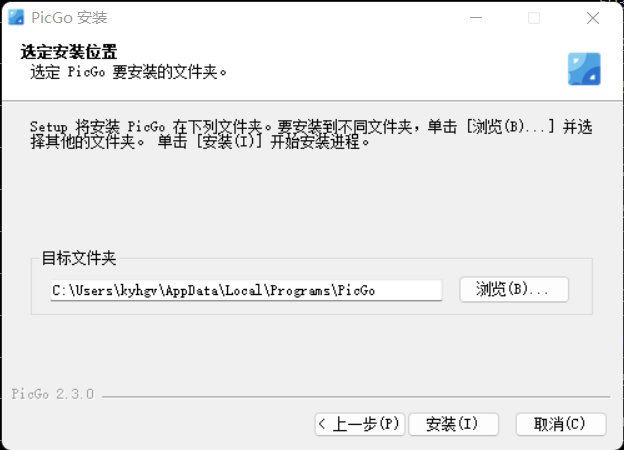 PicGo 安装
选定安装位置
选定 PicGo 要安装的文件夹。
Setup 将安装 PicGo 在下列文件夹。要安装到不同文件夹，单击 [浏览(B)...] 并选
择其他的文件夹。 单击 [安装(I)] 开始安装进程。
目标文件夹
C:\Users\kyhgv\AppData\Local\Programs\PicGo
浏览(B)...
PicGo 2.3.0
< 上一步(P)
安装(I)
取消(C)